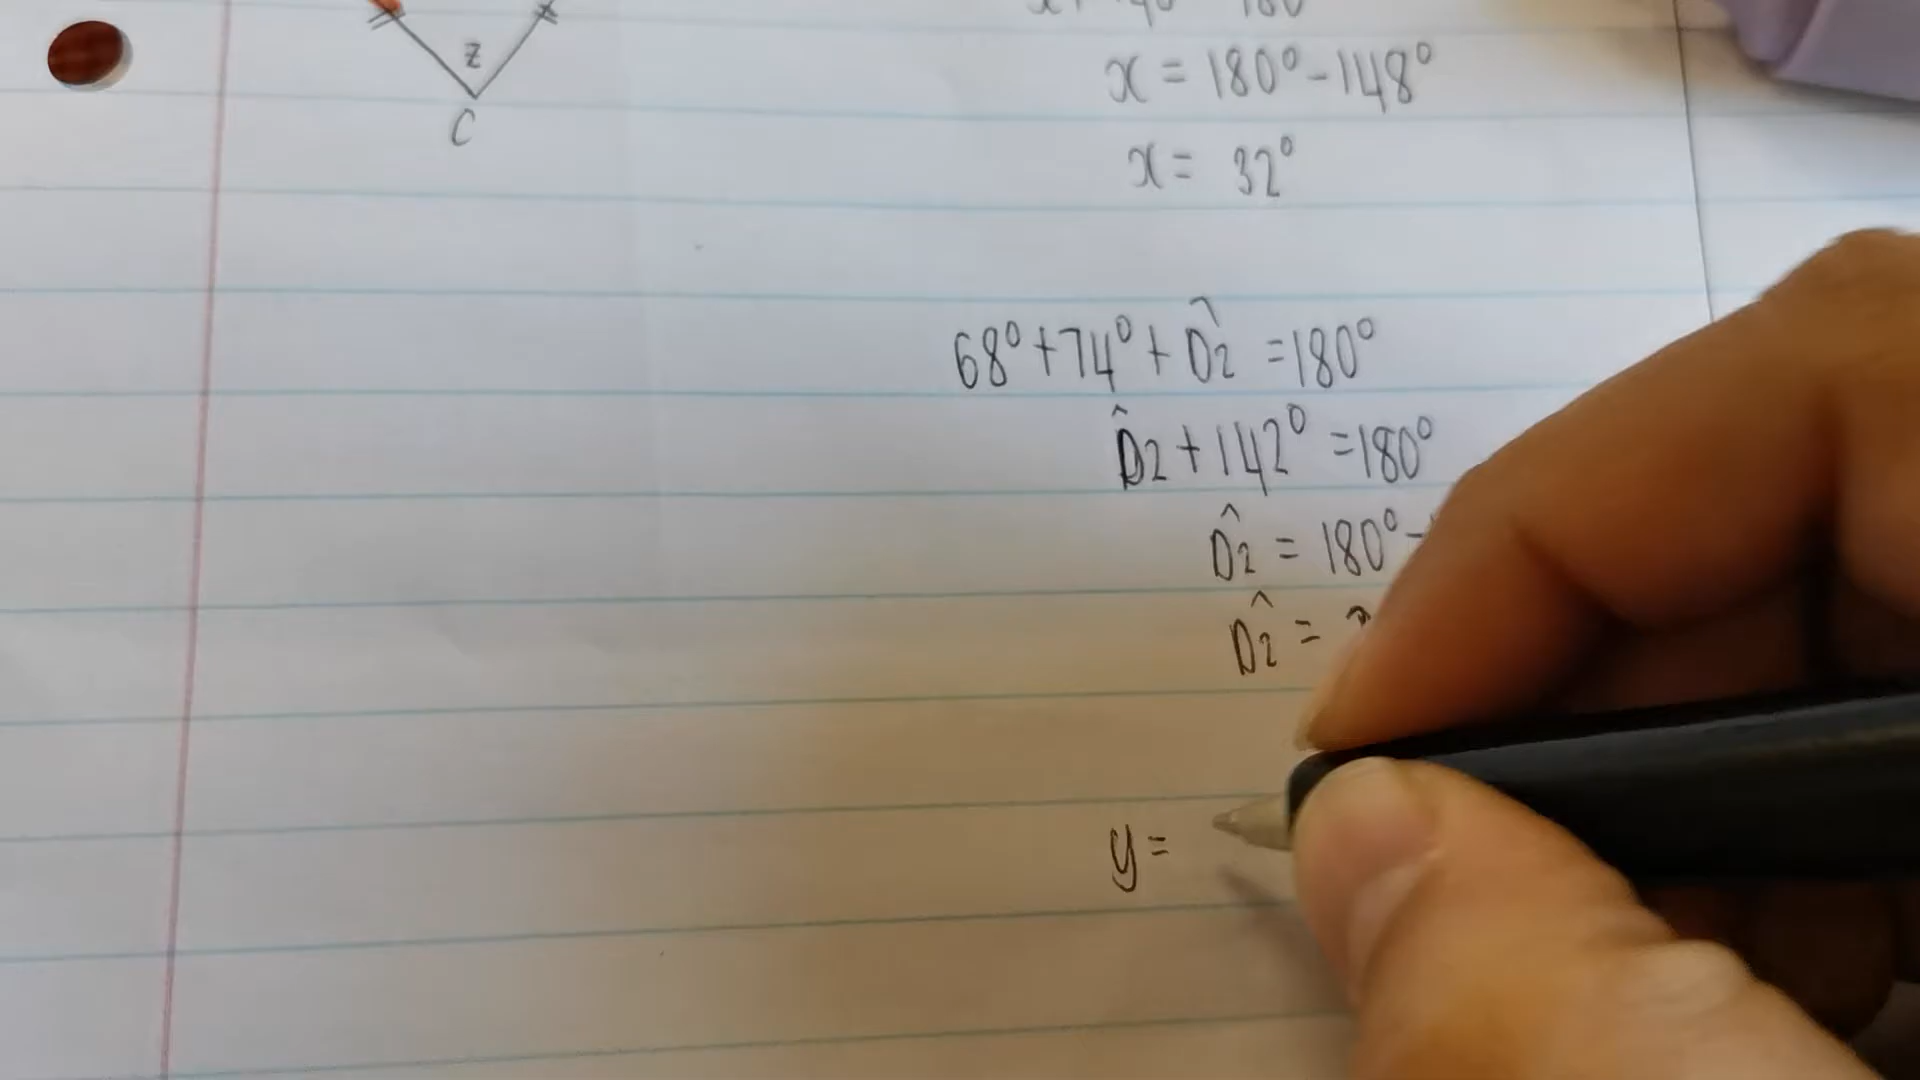 z
C
x = 180° - 148°
x = 32°
68° + 74° + D̂2 = 180°
D̂2 + 142° = 180°
D̂2 = 180° -
D̂2 =
y =